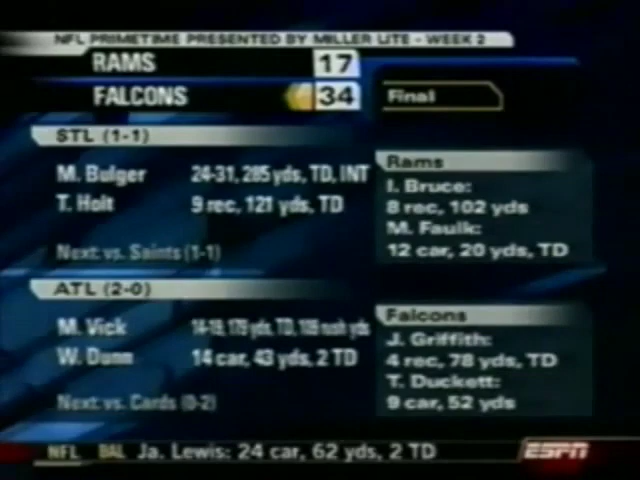 NFL PRIMETIME PRESENTED BY MILLER LITE - WEEK 2
RAMS 17
FALCONS 34
Final
STL (1-1)
M. Bulger 24-31, 285 yds, TD, INT
T. Holt 9 rec, 121 yds, TD
Next: vs. Saints (1-1)
Rams
I. Bruce:
8 rec, 102 yds
M. Faulk:
12 car, 20 yds, TD
ATL (2-0)
M. Vick 14-19, 179 yds, TD, 109 rush yds
W. Dunn 14 car, 43 yds, 2 TD
Next: vs. Cards (0-2)
Falcons
J. Griffith:
4 rec, 78 yds, TD
T. Duckett:
9 car, 52 yds
NFL BAL Ja. Lewis: 24 car, 62 yds, 2 TD
ESPN